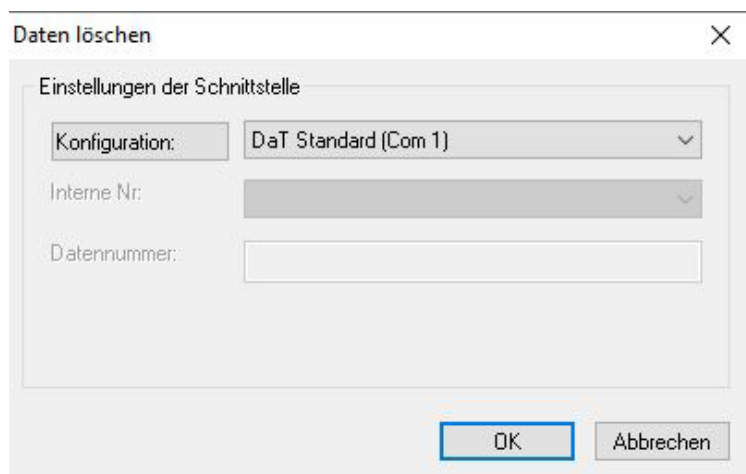 Daten löschen
Einstellungen der Schnittstelle
Konfiguration: DaT Standard (Com 1)
Interne Nr:
Datennummer:
OK Abbrechen